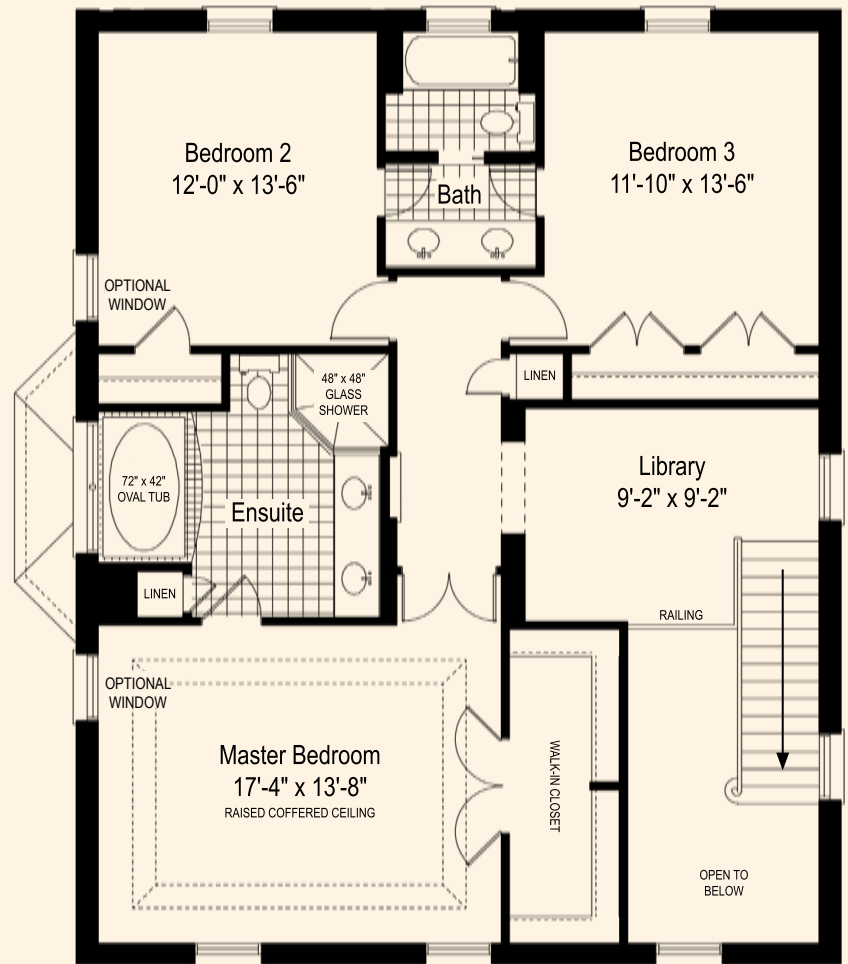 Bedroom 2
12'-0" x 13'-6"
Bath
Bedroom 3
11'-10" x 13'-6"
OPTIONAL
WINDOW
48" x 48"
GLASS
SHOWER
LINEN
72" x 42"
OVAL TUB
Ensuite
Library
9'-2" x 9'-2"
LINEN
RAILING
OPTIONAL
WINDOW
Master Bedroom
17'-4" x 13'-8"
RAISED COFFERED CEILING
WALK-IN CLOSET
OPEN TO
BELOW